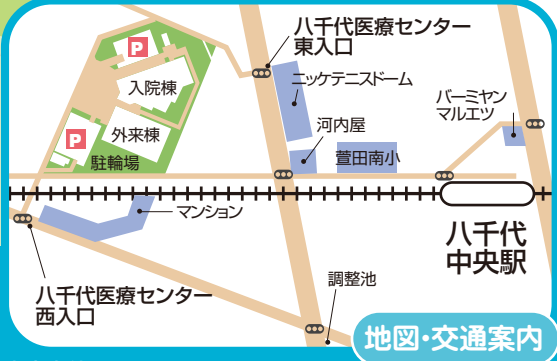 八千代医療センター
東入口
P
入院棟
ニッケテニスドーム
バーミヤン
マルエツ
P
外来棟
河内屋
萱田南小
駐輪場
マンション
八千代
中央駅
八千代医療センター
西入口
調整池
地図・交通案内